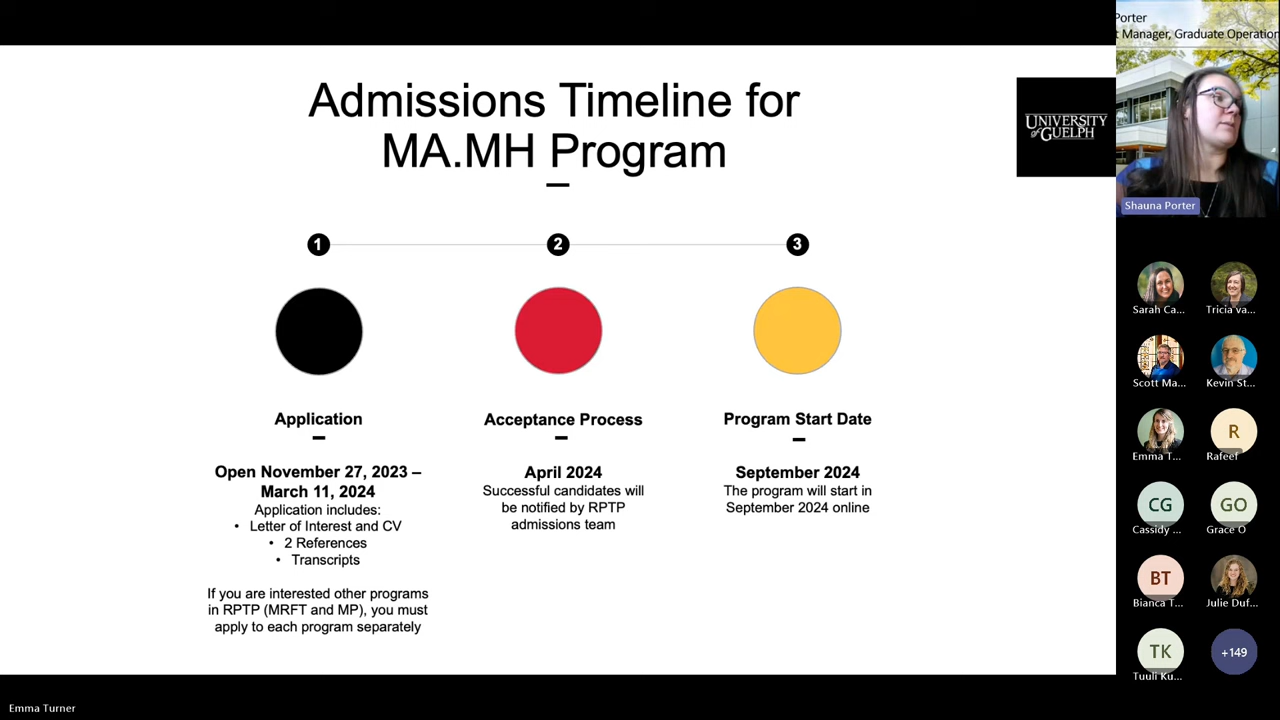 Admissions Timeline for
MA.MH Program
UNIVERSITY
OF GUELPH
1
2
3
Application
Open November 27, 2023 –
March 11, 2024
Application includes:
• Letter of Interest and CV
• 2 References
• Transcripts
If you are interested other programs
in RPTP (MRFT and MP), you must
apply to each program separately
Acceptance Process
April 2024
Successful candidates will
be notified by RPTP
admissions team
Program Start Date
September 2024
The program will start in
September 2024 online
Porter
t Manager, Graduate Operation
Shauna Porter
Sarah Ca...
Tricia va...
Scott Ma...
Kevin St...
Emma T...
R
Rafeef
CG
Cassidy ...
GO
Grace O
BT
Bianca T...
Julie Duf...
TK
Tuuli Ku...
+149
Emma Turner